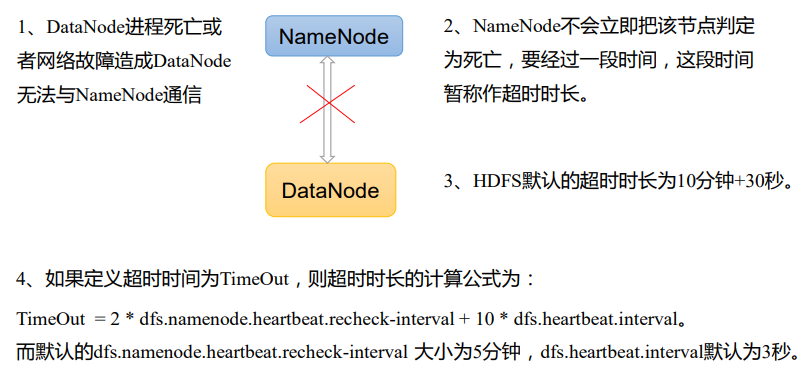 1、DataNode进程死亡或
者网络故障造成DataNode
无法与NameNode通信
NameNode
2、NameNode不会立即把该节点判定
为死亡，要经过一段时间，这段时间
暂称作超时时长。
DataNode
3、HDFS默认的超时时长为10分钟+30秒。
4、如果定义超时时间为TimeOut，则超时时长的计算公式为：
TimeOut = 2 * dfs.namenode.heartbeat.recheck-interval + 10 * dfs.heartbeat.interval。
而默认的dfs.namenode.heartbeat.recheck-interval 大小为5分钟，dfs.heartbeat.interval默认为3秒。